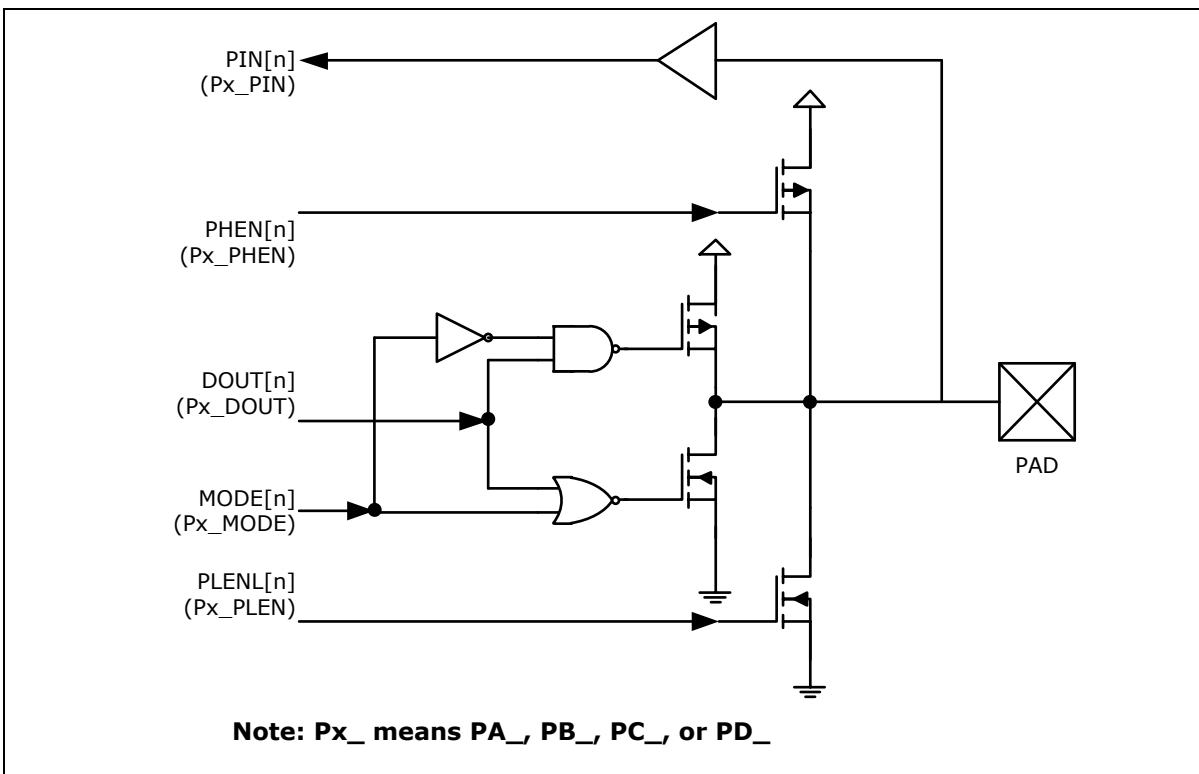 PIN[n]
(Px_PIN)
PHEN[n]
(Px_PHEN)
DOUT[n]
(Px_DOUT)
MODE[n]
(Px_MODE)
PLENL[n]
(Px_PLEN)
PAD
Note: Px_ means PA_, PB_, PC_, or PD_